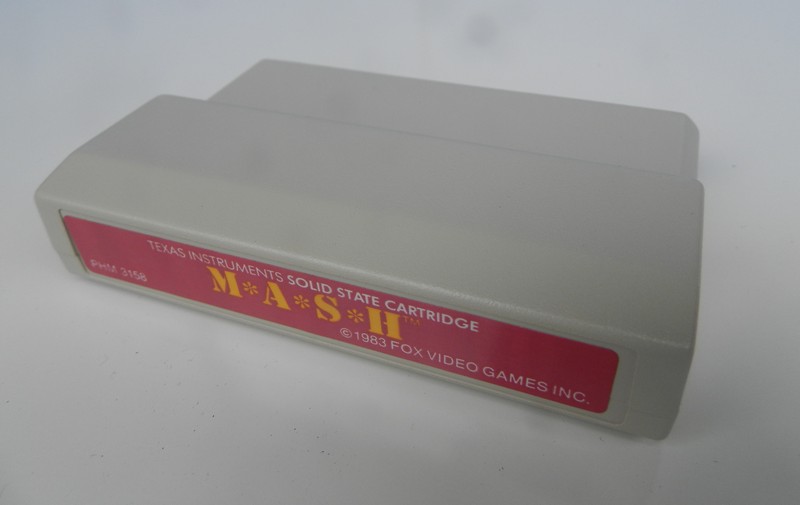 TEXAS INSTRUMENTS SOLID STATE CARTRIDGE
PHM 3158
M*A*S*H™
©1983 FOX VIDEO GAMES INC.